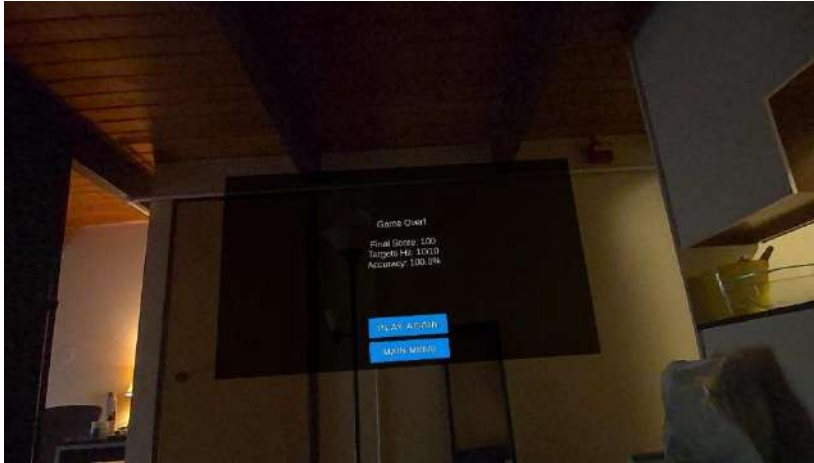 Game Over!
Final Score: 100
Targets Hit: 10/10
Accuracy: 100.0%
PLAY AGAIN
MAIN MENU